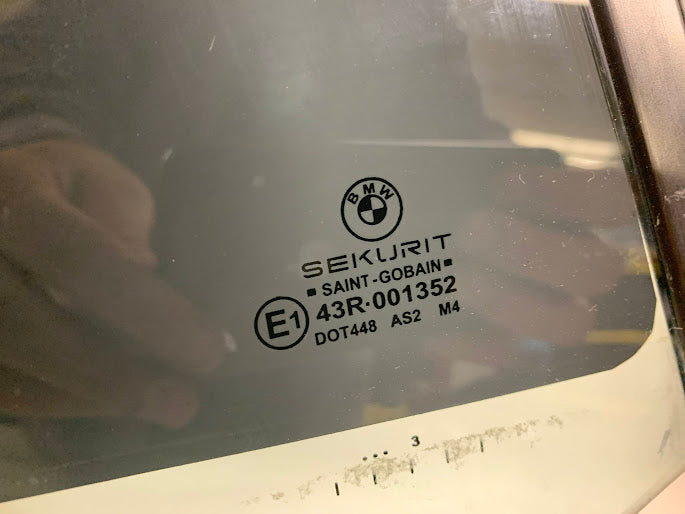 BMW
SEKURIT
SAINT-GOBAIN
E1
43R·001352
DOT448 AS2 M4
3